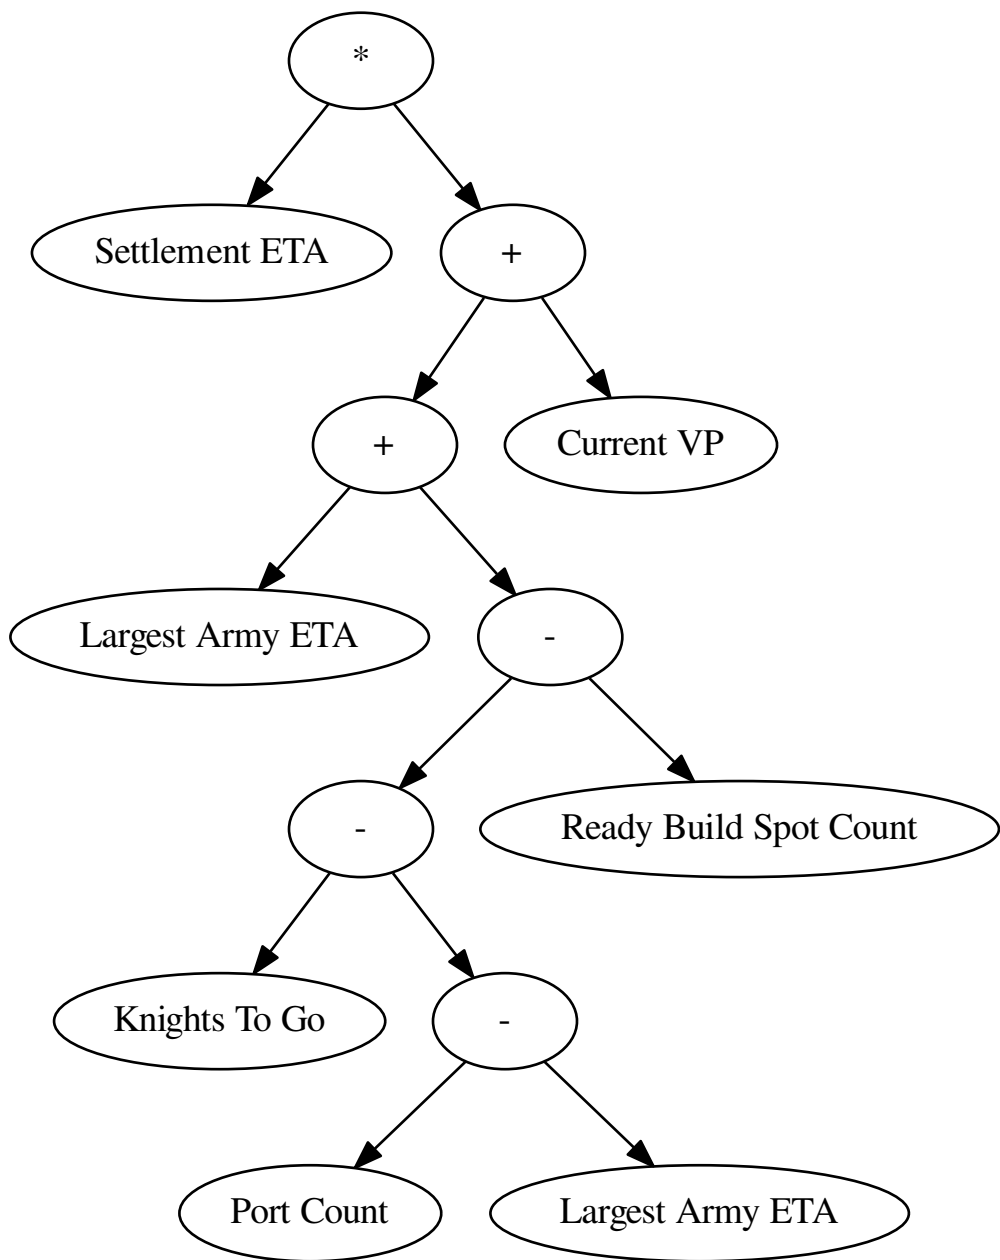 *
Settlement ETA
+
+
Current VP
Largest Army ETA
-
-
Ready Build Spot Count
Knights To Go
-
Port Count
Largest Army ETA